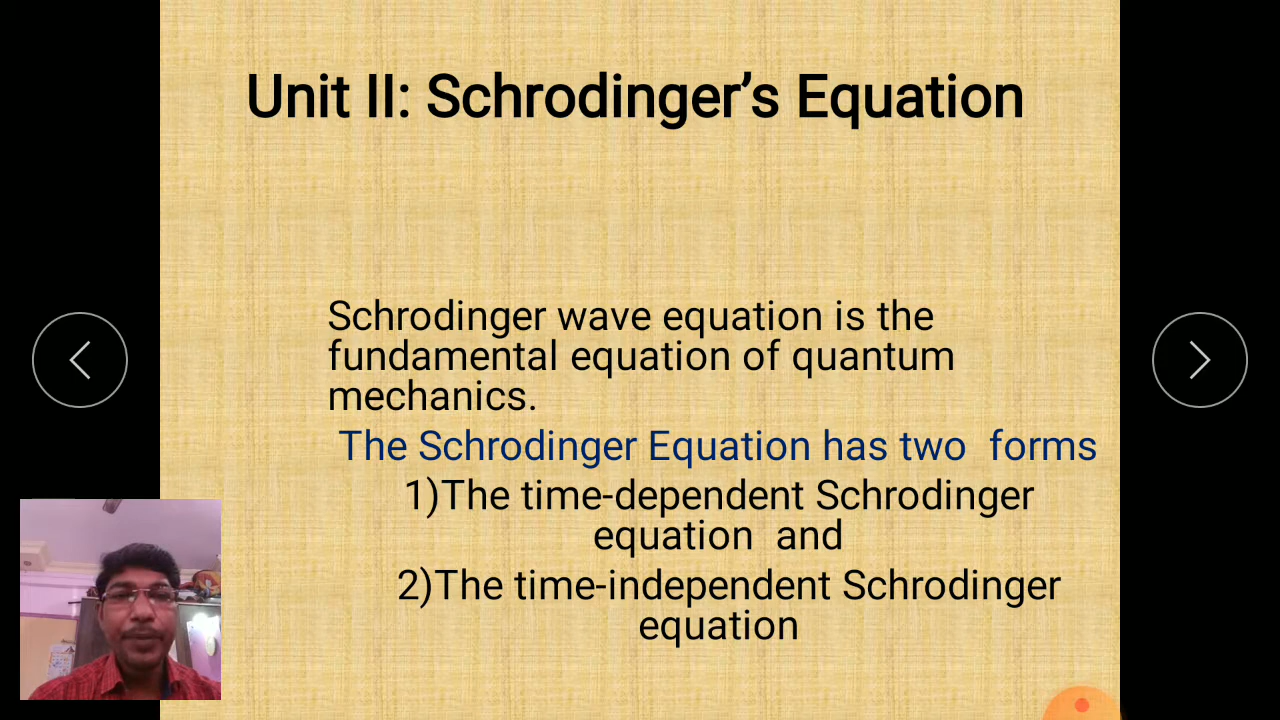 Unit II: Schrodinger’s Equation
Schrodinger wave equation is the
fundamental equation of quantum
mechanics.
The Schrodinger Equation has two  forms
1)The time-dependent Schrodinger
equation  and
2)The time-independent Schrodinger
equation